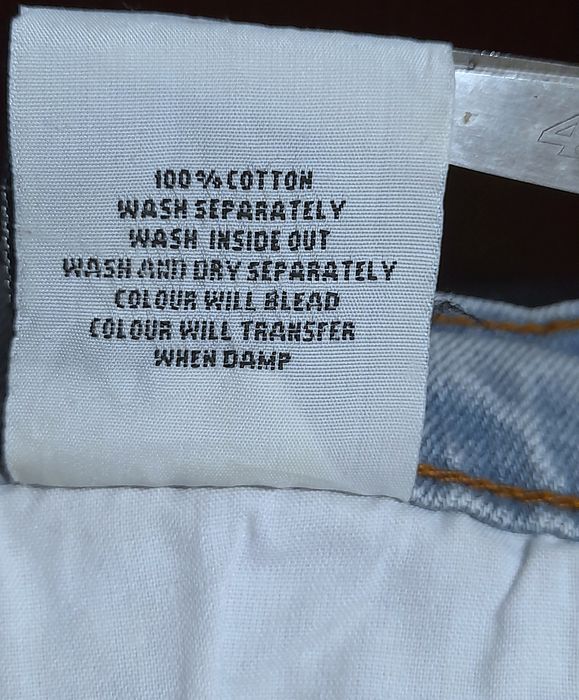 100% COTTON
WASH SEPARATELY
WASH INSIDE OUT
WASH AND DRY SEPARATELY
COLOUR WILL BLEAD
COLOUR WILL TRANSFER
WHEN DAMP